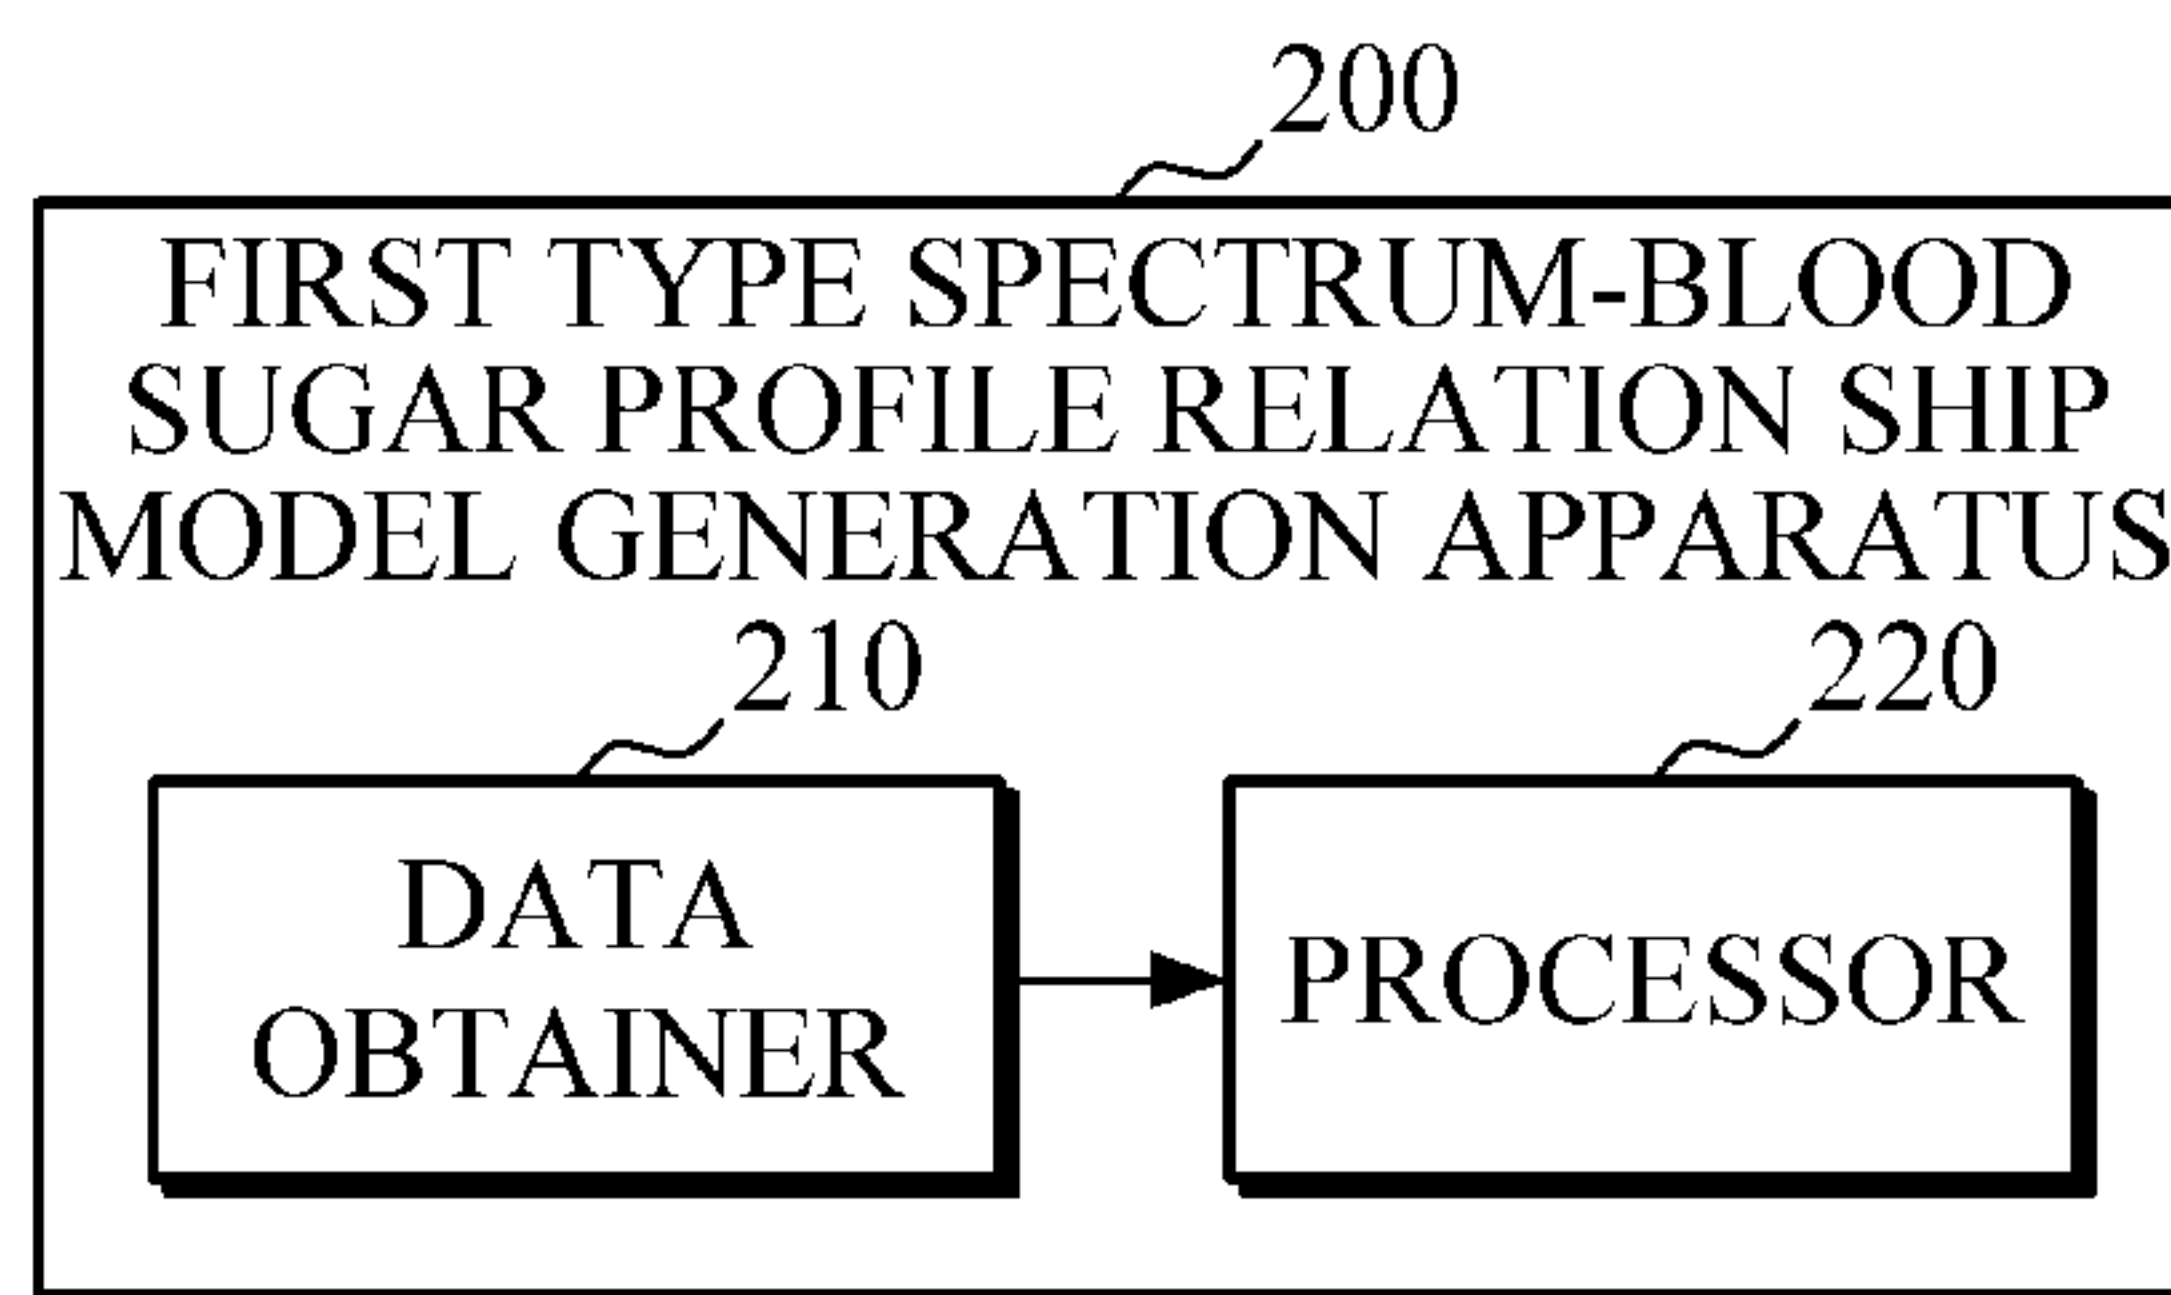 200
FIRST TYPE SPECTRUM-BLOOD
SUGAR PROFILE RELATION SHIP
MODEL GENERATION APPARATUS
210
220
DATA
OBTAINER
PROCESSOR